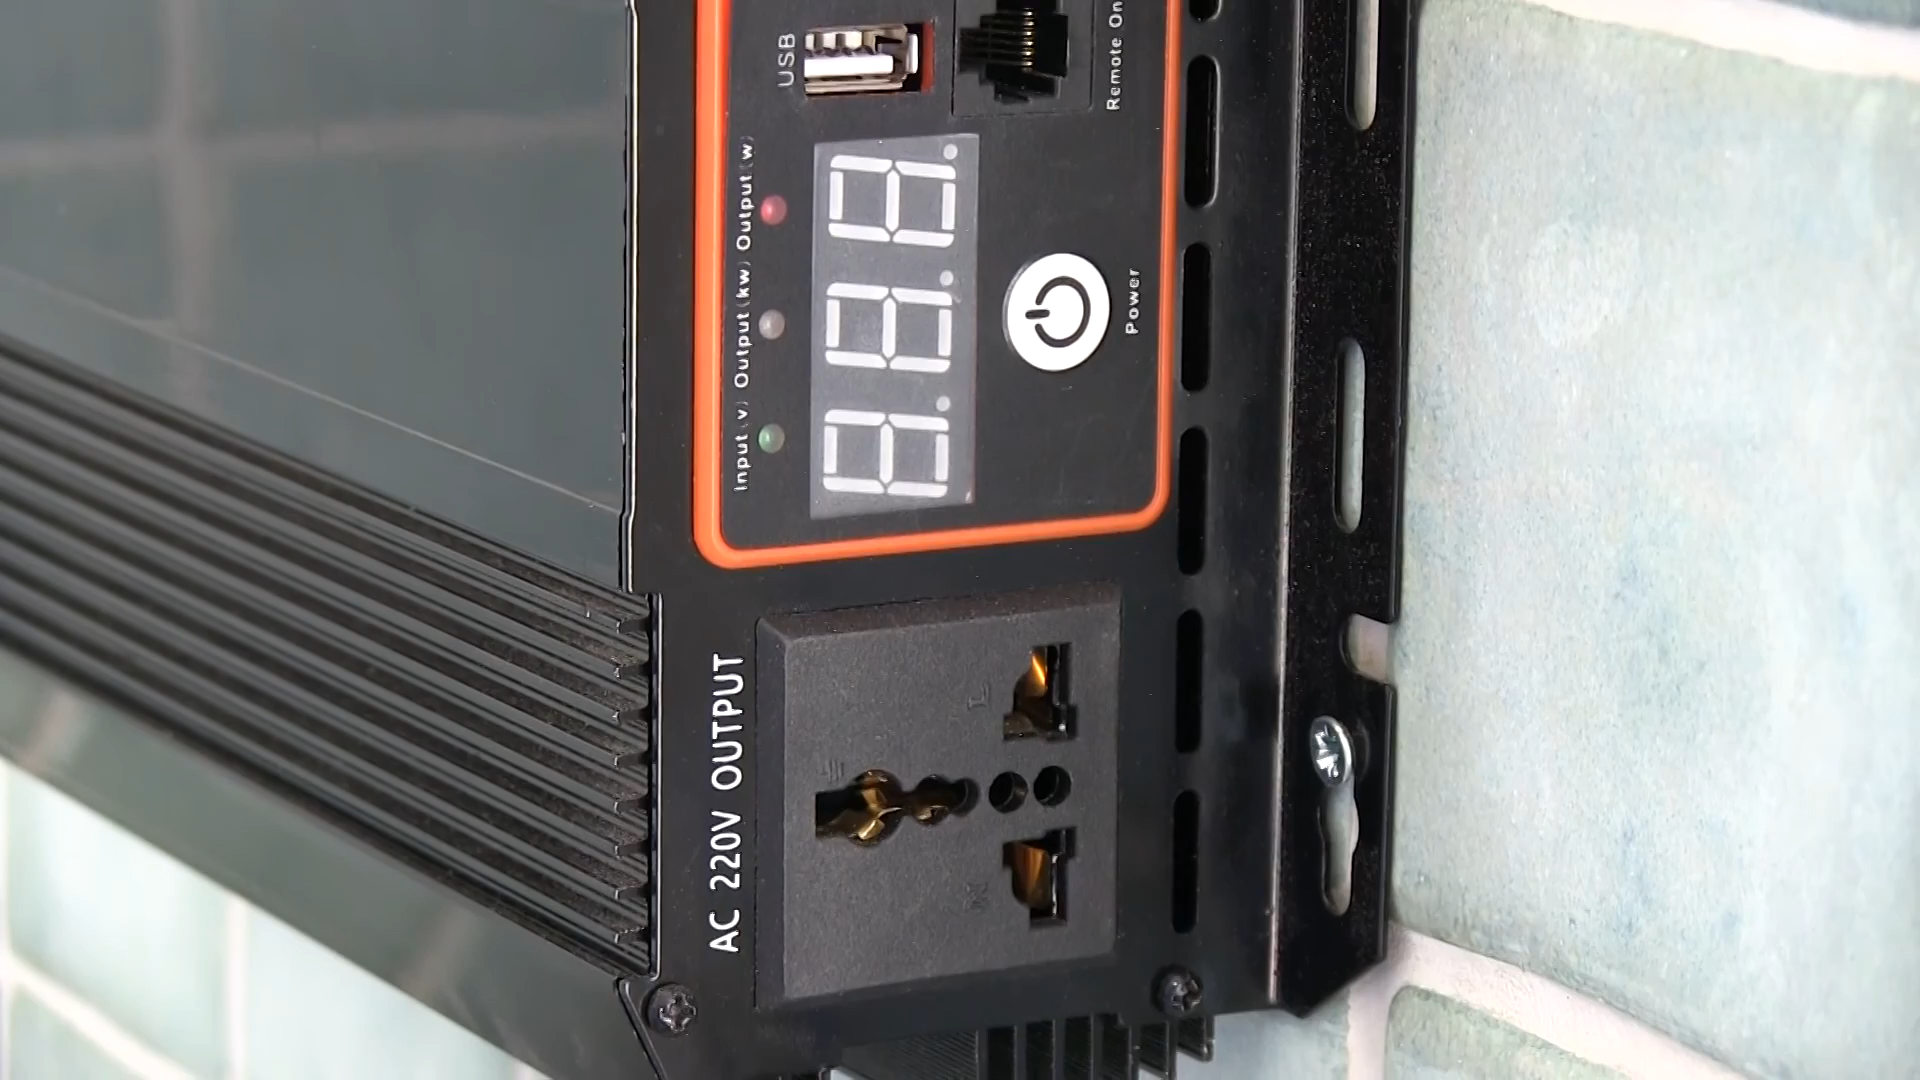 AC 220V OUTPUT
Input (v) Output (kw) Output (w)
USB
Remote On
Power
L
N